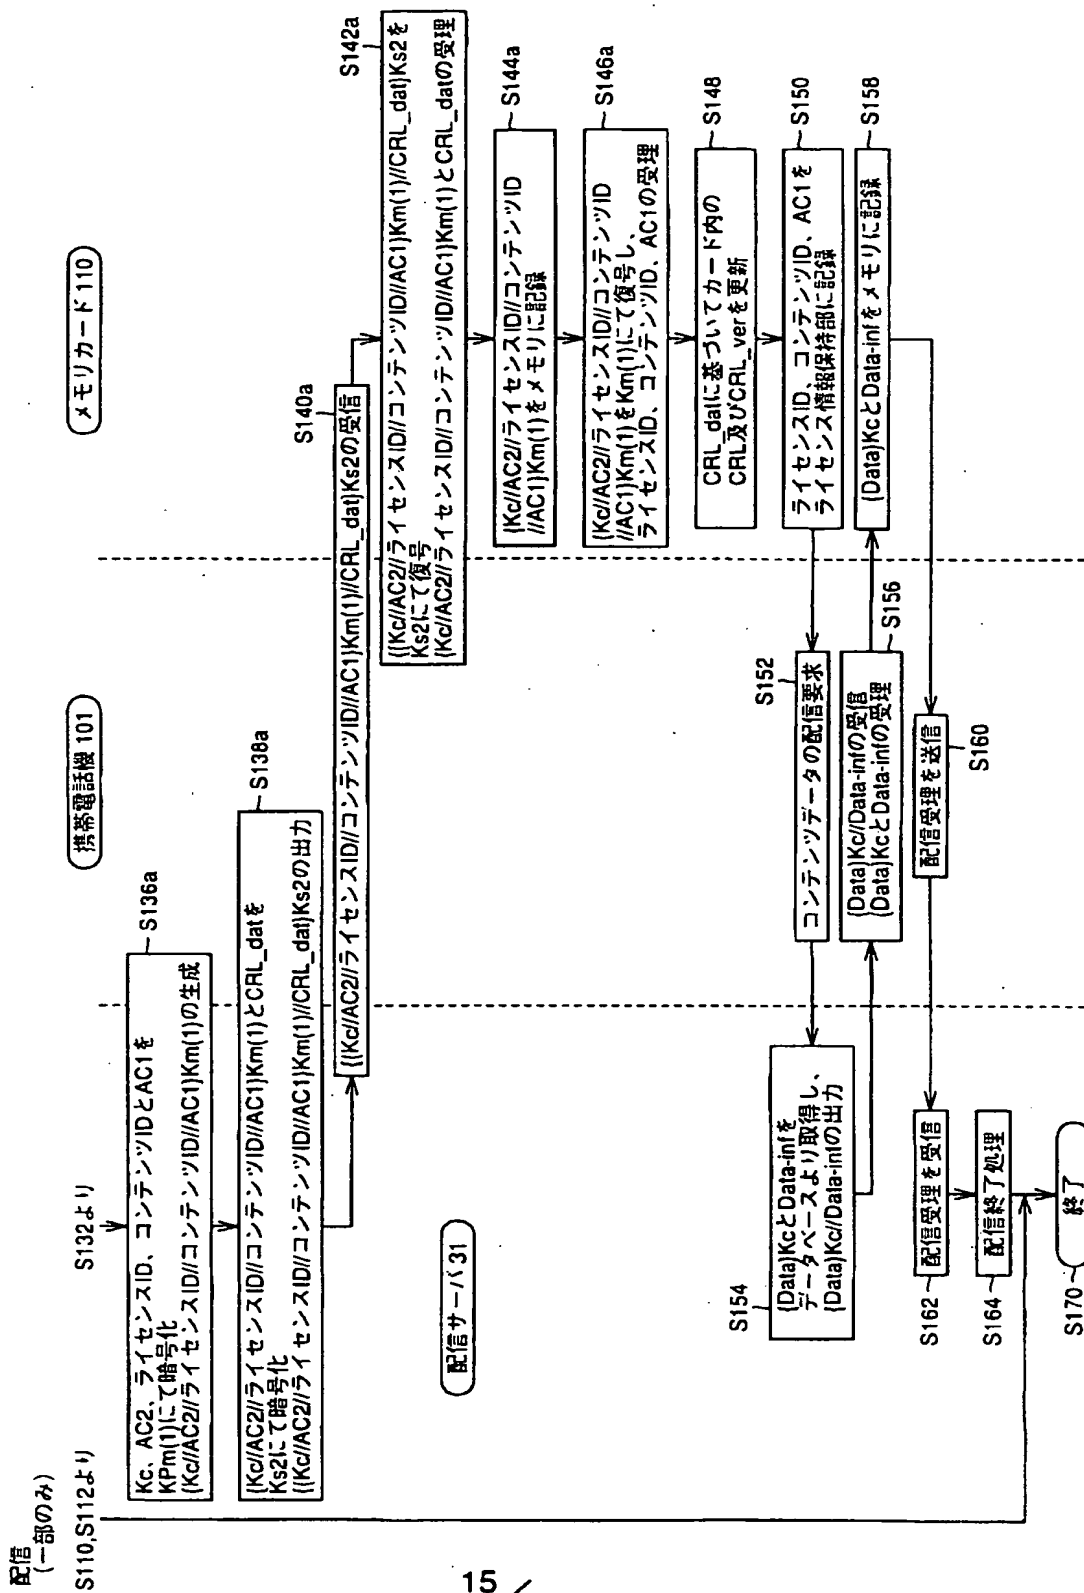 配信
(一部のみ)
S110,S112より
S132より
配信サーバ 31
携帯電話機 101
メモリカード 110
S136a
Kc、AC2、ライセンスID、コンテンツIDとAC1を
KPm(1)にて暗号化
{Kc//AC2//ライセンスID//コンテンツID//AC1}Km(1)の生成
S138a
{Kc//AC2//ライセンスID//コンテンツID//AC1}Km(1)とCRL_datを
Ks2にて暗号化
{{Kc//AC2//ライセンスID//コンテンツID//AC1}Km(1)//CRL_dat}Ks2の出力
S140a
{{Kc//AC2//ライセンスID//コンテンツID//AC1}Km(1)//CRL_dat}Ks2の受信
S142a
{{Kc//AC2//ライセンスID//コンテンツID//AC1}Km(1)//CRL_dat}Ks2を
Ks2にて復号
{Kc//AC2//ライセンスID//コンテンツID//AC1}Km(1)とCRL_datの受理
S144a
{Kc//AC2//ライセンスID//コンテンツID
//AC1}Km(1)をメモリに記録
S146a
{Kc//AC2//ライセンスID//コンテンツID
//AC1}Km(1)をKm(1)にて復号し、
ライセンスID、コンテンツID、AC1の受理
S148
CRL_datに基づいてカード内の
CRL及びCRL_verを更新
S150
ライセンスID、コンテンツID、AC1を
ライセンス情報保持部に記録
S152
コンテンツデータの配信要求
S154
{Data}KcとData-infを
データベースより取得し、
{Data}Kc//Data-infの出力
S156
{Data}Kc//Data-infの受信
{Data}KcとData-infの受理
S158
{Data}KcとData-infをメモリに記録
S160
配信受理を送信
S162
配信受理を受信
S164
配信終了処理
S170
終了
15